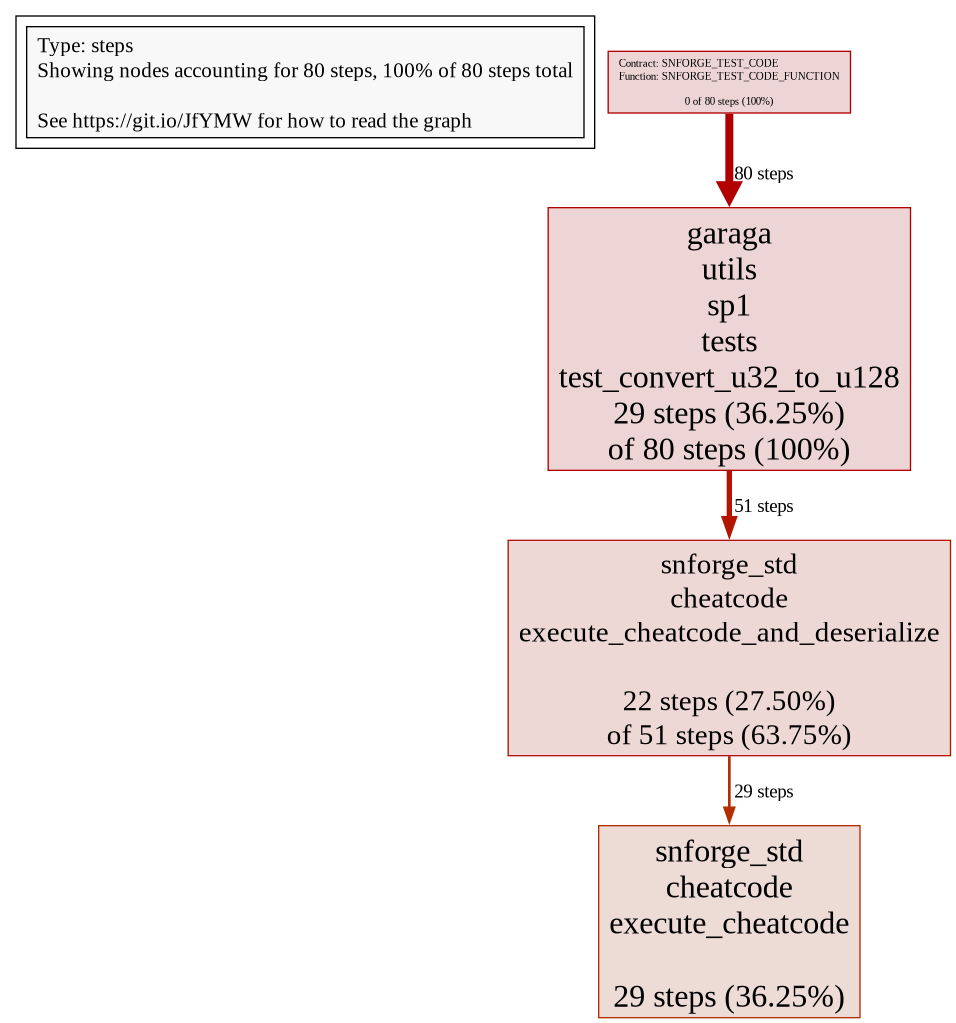 Type: steps
Showing nodes accounting for 80 steps, 100% of 80 steps total
See https://git.io/JfYMW for how to read the graph
Contract: SNFORGE_TEST_CODE
Function: SNFORGE_TEST_CODE_FUNCTION
0 of 80 steps (100%)
80 steps
garaga
utils
sp1
tests
test_convert_u32_to_u128
29 steps (36.25%)
of 80 steps (100%)
51 steps
snforge_std
cheatcode
execute_cheatcode_and_deserialize
22 steps (27.50%)
of 51 steps (63.75%)
29 steps
snforge_std
cheatcode
execute_cheatcode
29 steps (36.25%)